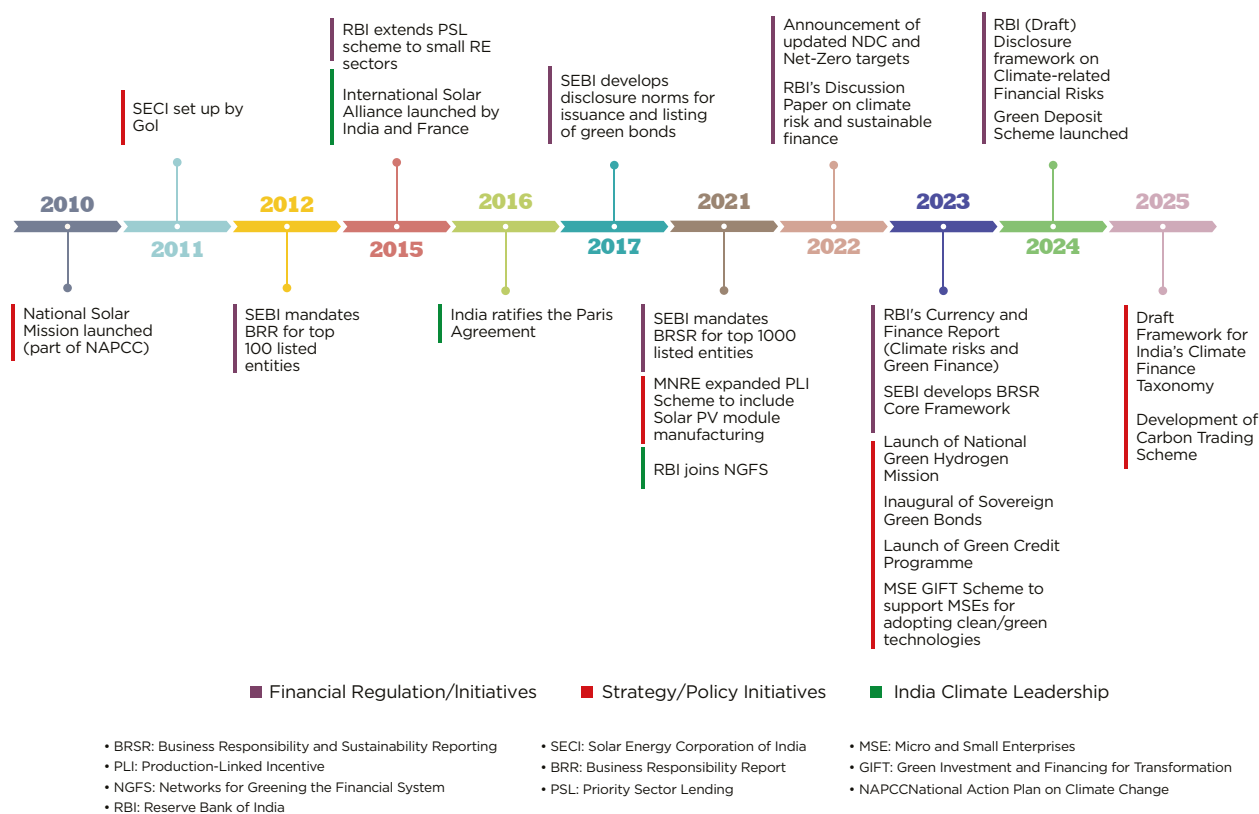 RBI extends PSL
scheme to small RE
sectors
International Solar
Alliance launched by
India and France
SECI set up by
GoI
SEBI develops
disclosure norms for
issuance and listing
of green bonds
Announcement of
updated NDC and
Net-Zero targets
RBI's Discussion
Paper on climate
risk and sustainable
finance
RBI (Draft)
Disclosure
framework on
Climate-related
Financial Risks
Green Deposit
Scheme launched
2010
2011
2012
2015
2016
2017
2021
2022
2023
2024
2025
National Solar
Mission launched
(part of NAPCC)
SEBI mandates
BRR for top
100 listed
entities
India ratifies the Paris
Agreement
SEBI mandates
BRSR for top 1000
listed entities
MNRE expanded PLI
Scheme to include
Solar PV module
manufacturing
RBI joins NGFS
RBI's Currency and
Finance Report
(Climate risks and
Green Finance)
SEBI develops BRSR
Core Framework
Launch of National
Green Hydrogen
Mission
Inaugural of Sovereign
Green Bonds
Launch of Green Credit
Programme
MSE GIFT Scheme to
support MSEs for
adopting clean/green
technologies
Draft
Framework for
India's Climate
Finance
Taxonomy
Development of
Carbon Trading
Scheme
Financial Regulation/Initiatives
Strategy/Policy Initiatives
India Climate Leadership
• BRSR: Business Responsibility and Sustainability Reporting
• PLI: Production-Linked Incentive
• NGFS: Networks for Greening the Financial System
• RBI: Reserve Bank of India
• SECI: Solar Energy Corporation of India
• BRR: Business Responsibility Report
• PSL: Priority Sector Lending
• MSE: Micro and Small Enterprises
• GIFT: Green Investment and Financing for Transformation
• NAPCCNational Action Plan on Climate Change